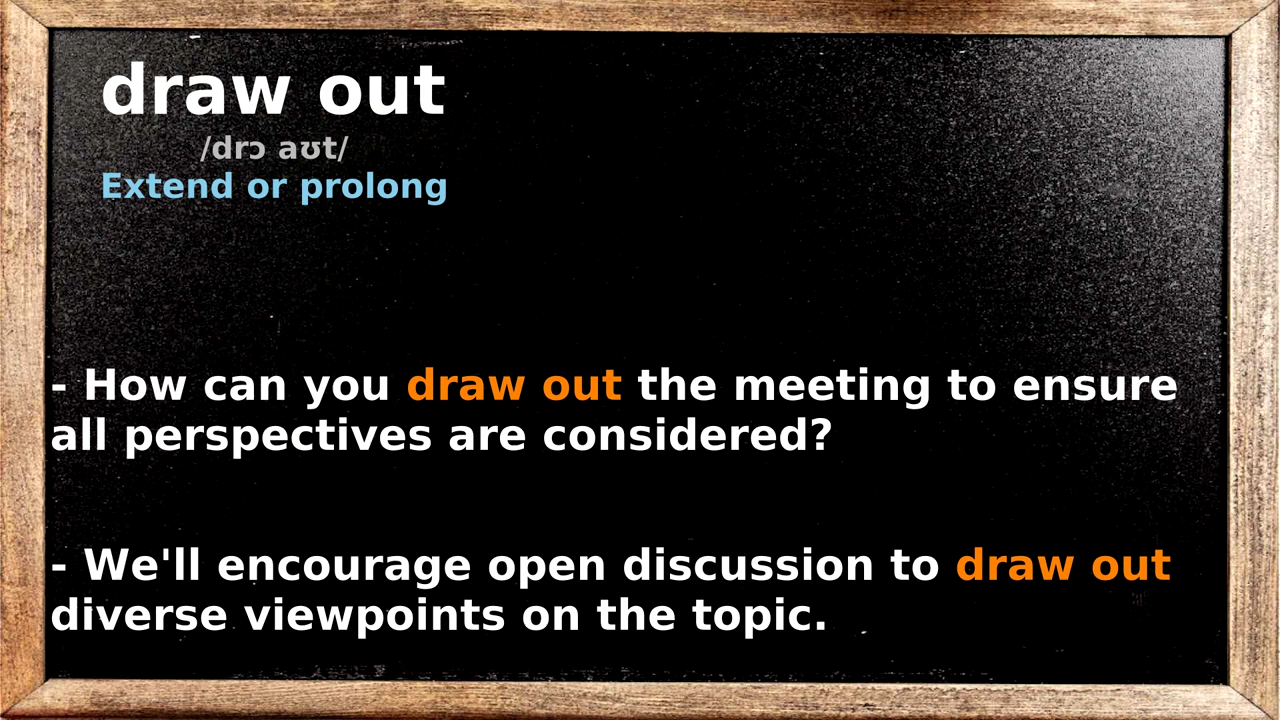 draw out
/drɔ aʊt/
Extend or prolong
- How can you draw out the meeting to ensure
all perspectives are considered?
- We'll encourage open discussion to draw out
diverse viewpoints on the topic.